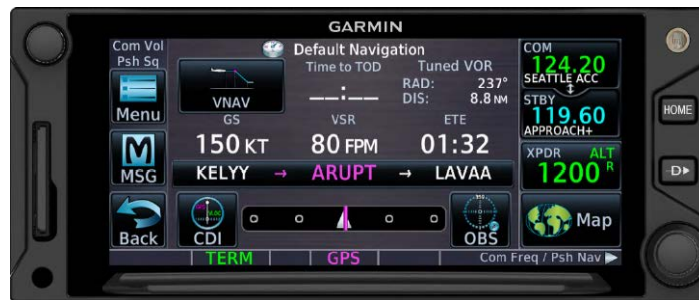 GARMIN
Com Vol
Psh Sq
Default Navigation
Time to TOD
Tuned VOR
RAD: 237°
DIS: 8.8 NM
__:__
VNAV
Menu
GS
VSR
ETE
150 KT
80 FPM
01:32
MSG
KELYY → ARUPT → LAVAA
Back
CDI
OBS
TERM
GPS
Com Freq / Psh Nav
COM
124.20
SEATTLE ACC
STBY
119.60
APPROACH+
XPDR ALT
1200 R
Map
HOME
D